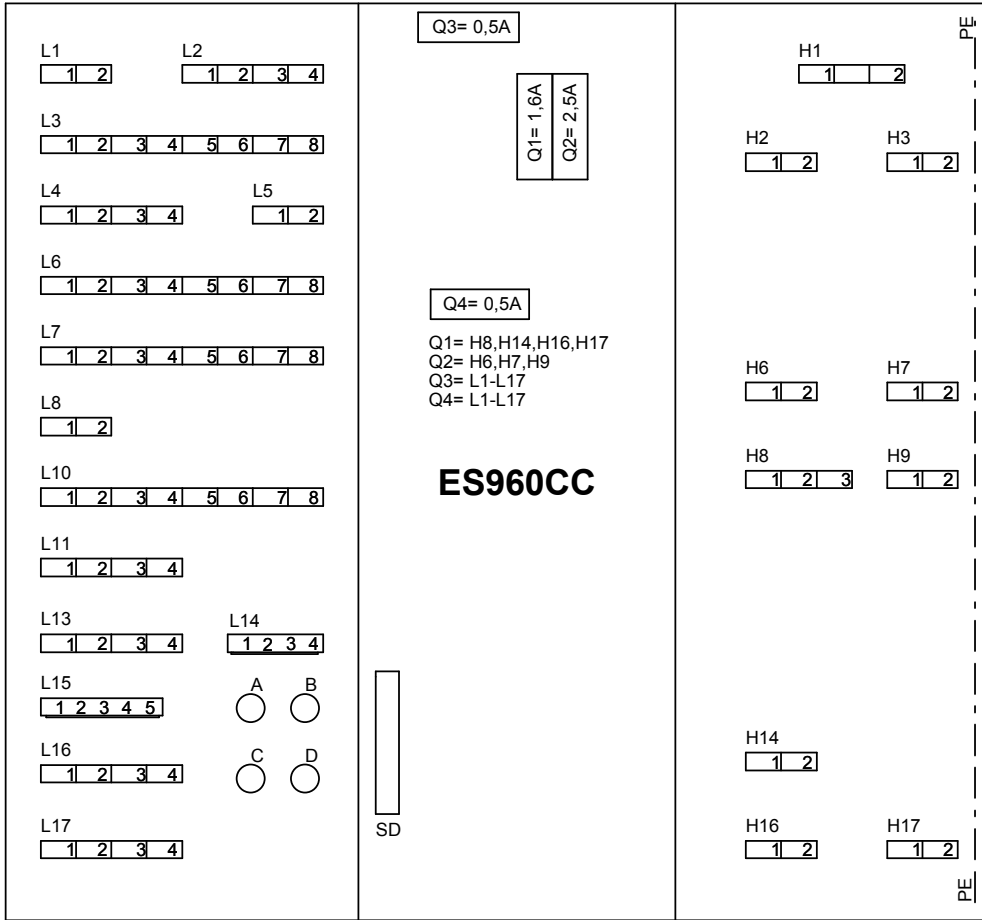 L1 L2
1 2 1 2 3 4
L3
1 2 3 4 5 6 7 8
L4 L5
1 2 3 4 1 2
L6
1 2 3 4 5 6 7 8
L7
1 2 3 4 5 6 7 8
L8
1 2
L10
1 2 3 4 5 6 7 8
L11
1 2 3 4
L13 L14
1 2 3 4 1 2 3 4
L15 A B
1 2 3 4 5
L16 C D
1 2 3 4
L17
1 2 3 4
Q3= 0,5A
Q1= 1,6A
Q2= 2,5A
Q4= 0,5A
Q1= H8,H14,H16,H17
Q2= H6,H7,H9
Q3= L1-L17
Q4= L1-L17
ES960CC
SD
PE
H1
1 2
H2 H3
1 2 1 2
H6 H7
1 2 1 2
H8 H9
1 2 3 1 2
H14
1 2
H16 H17
1 2 1 2
PE